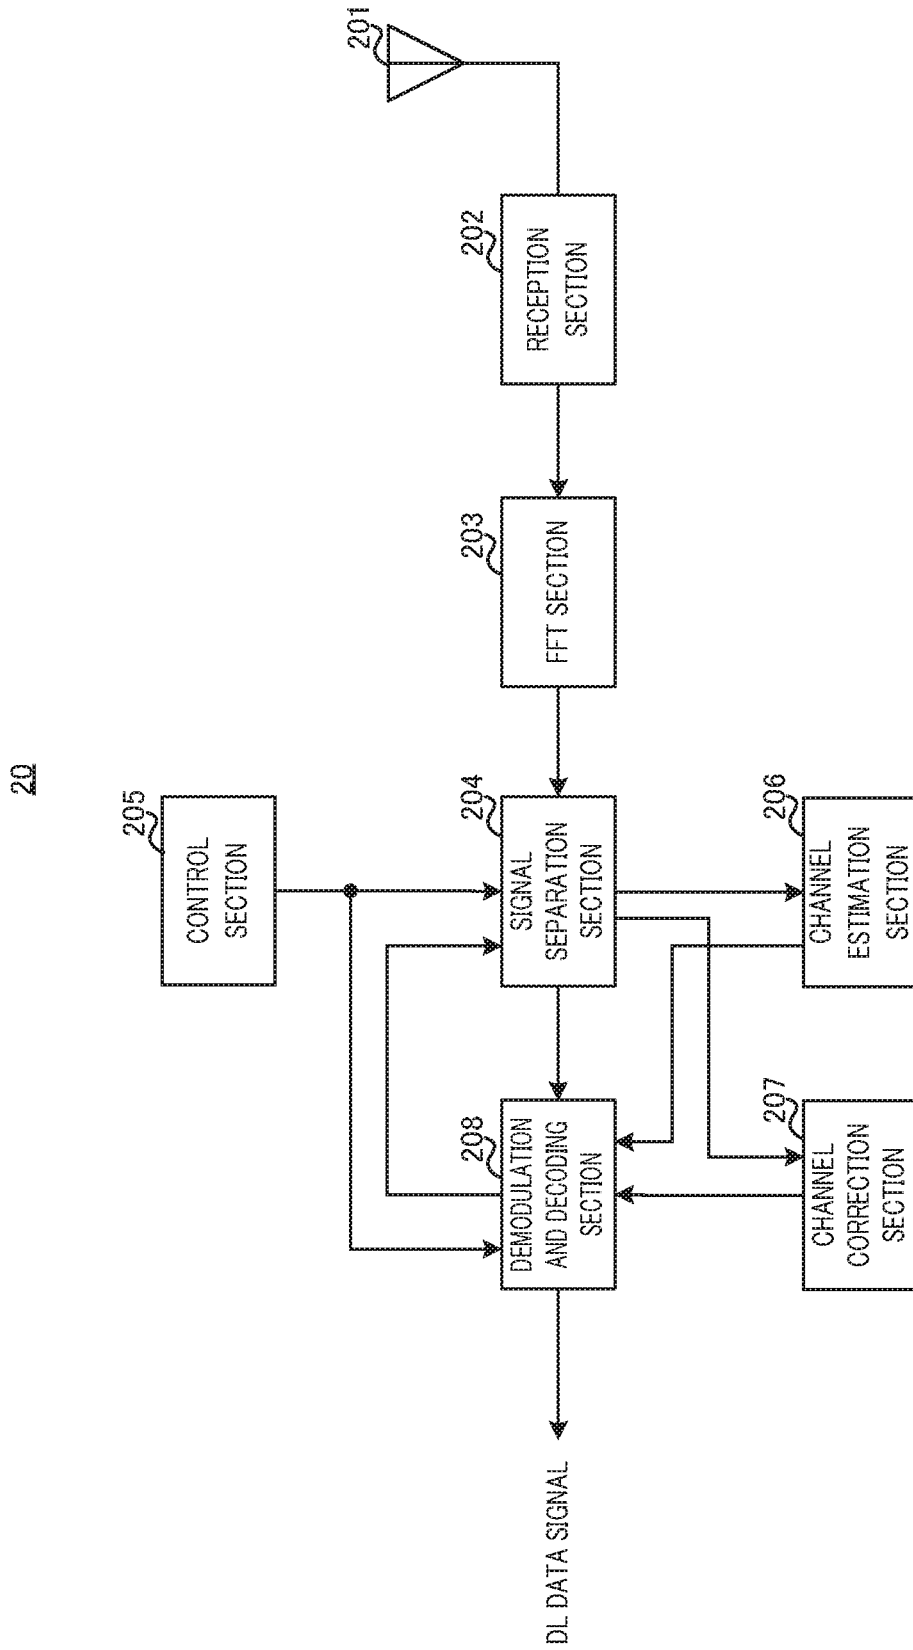 20
201
202
RECEPTION
SECTION
203
FFT SECTION
205
CONTROL
SECTION
204
SIGNAL
SEPARATION
SECTION
206
CHANNEL
ESTIMATION
SECTION
208
DEMODULATION
AND DECODING
SECTION
207
CHANNEL
CORRECTION
SECTION
DL DATA SIGNAL